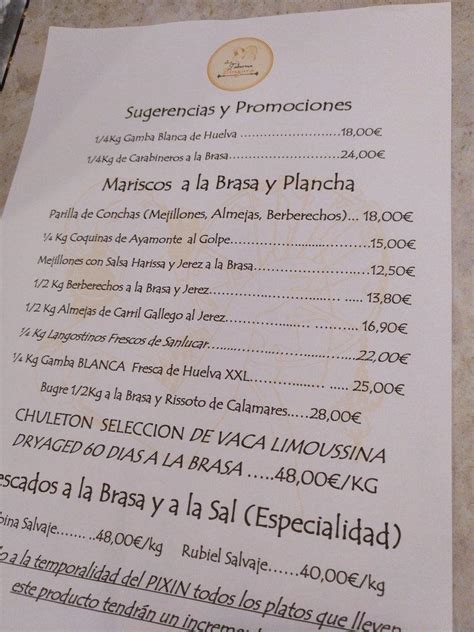 Sugerencias y Promociones
1/4Kg Gamba Blanca de Huelva ............................18,00€
1/4Kg de Carabineros a la Brasa...............................24,00€
Mariscos a la Brasa y Plancha
Parilla de Conchas (Mejillones, Almejas, Berberechos)... 18,00€
¼ Kg Coquinas de Ayamonte al Golpe............................15,00€
Mejillones con Salsa Harissa y Jerez a la Brasa.......................12,50€
1/2 Kg Berberechos a la Brasa y Jerez.............................. 13,80€
1/2 Kg Almejas de Carril Gallego al Jerez........................... 16,90€
¼ Kg Langostinos Frescos de Sanlucar..............................22,00€
¼ Kg Gamba BLANCA Fresca de Huelva XXL................... 25,00€
Bugre 1/2Kg a la Brasa y Rissoto de Calamares....28,00€
CHULETON SELECCION DE VACA LIMOUSSINA
DRYAGED 60 DIAS A LA BRASA .....48,00€/KG
escados a la Brasa y a la Sal (Especialidad)
bina Salvaje....... ..48,00€/kg Rubiel Salvaje.....40,00€/kg
o a la temporalidad del PIXIN todos los platos que lleven
este producto tendrán un increme